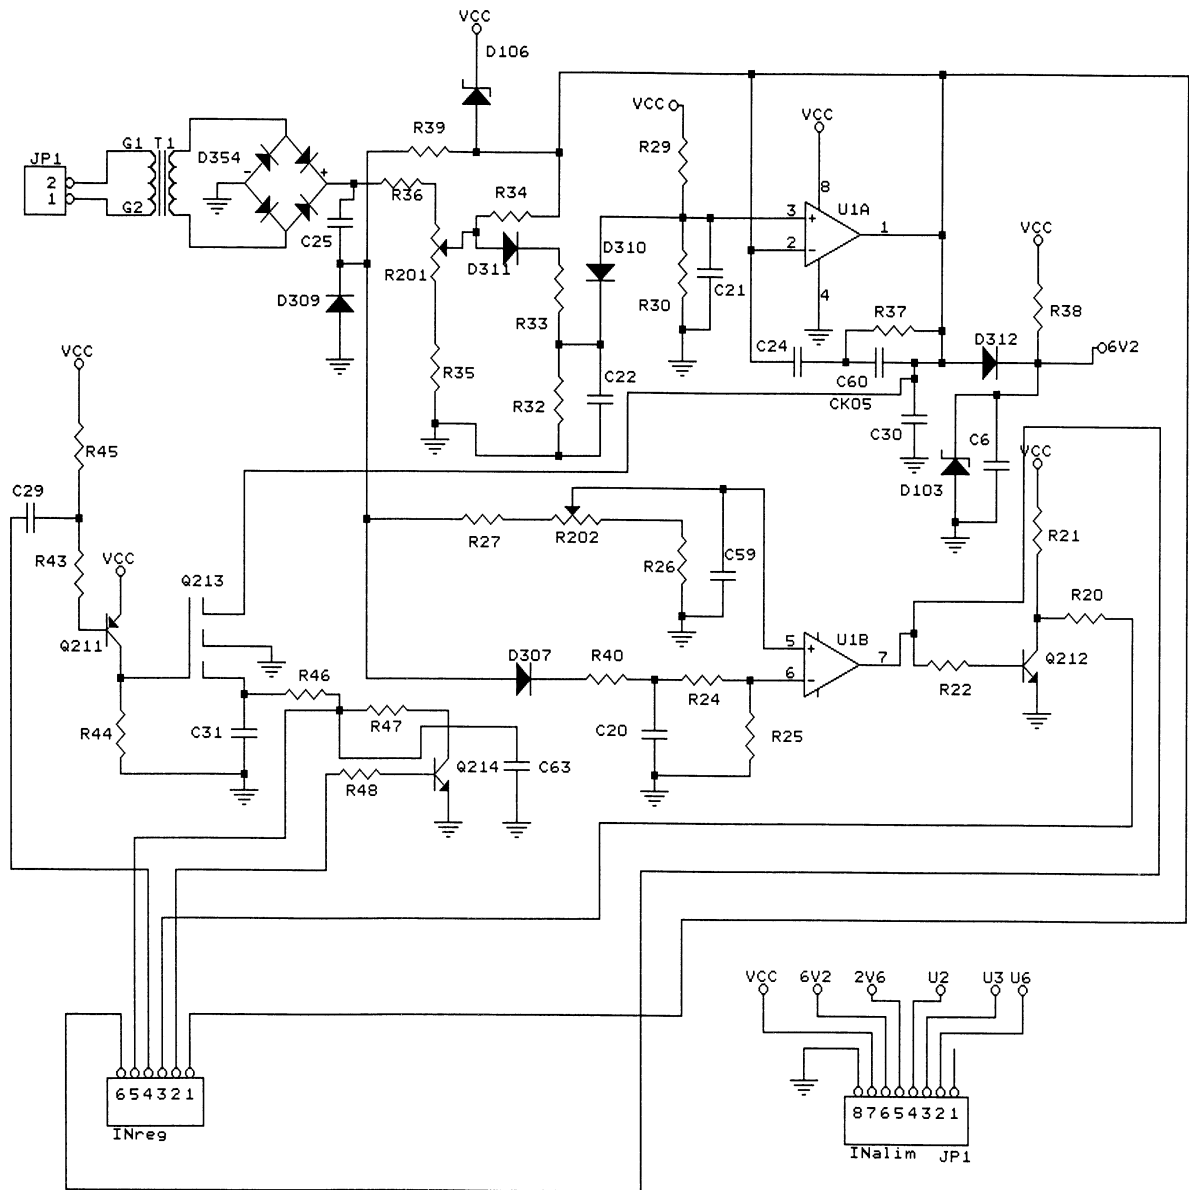 VCC
D106
R39
VCC
R29
VCC
G1 T1
JP1
D354
-
+
2
1
G2
R36
R34
8
U1A
3
+
2
-
1
C25
D310
VCC
D311
R201
D309
R30
C21
4
R33
R37
R38
VCC
C24
D312
6V2
R35
C22
C60
CK05
R32
C30
C6
R45
VCC
D103
C29
R27
R202
R21
C59
R43
VCC
R26
Q213
R20
U1B
5
+
Q211
D307
R40
7
Q212
6
-
R46
R24
R22
R44
C31
R47
C20
R25
Q214
C63
R48
VCC
6V2
2V6
U2
U3
U6
654321
INreg
87654321
INalim
JP1